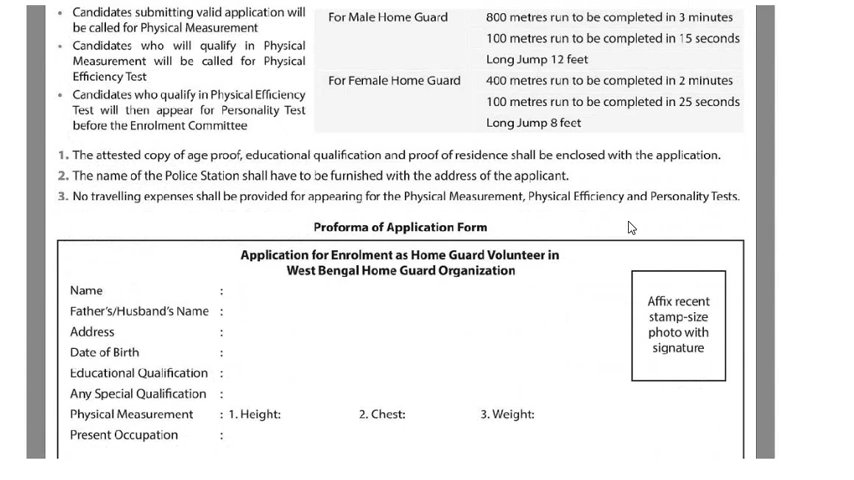 • Candidates submitting valid application will
be called for Physical Measurement
• Candidates who will qualify in Physical
Measurement will be called for Physical
Efficiency Test
• Candidates who qualify in Physical Efficiency
Test will then appear for Personality Test
before the Enrolment Committee
For Male Home Guard 800 metres run to be completed in 3 minutes
100 metres run to be completed in 15 seconds
Long Jump 12 feet
For Female Home Guard 400 metres run to be completed in 2 minutes
100 metres run to be completed in 25 seconds
Long Jump 8 feet
1. The attested copy of age proof, educational qualification and proof of residence shall be enclosed with the application.
2. The name of the Police Station shall have to be furnished with the address of the applicant.
3. No travelling expenses shall be provided for appearing for the Physical Measurement, Physical Efficiency and Personality Tests.
Proforma of Application Form
Application for Enrolment as Home Guard Volunteer in
West Bengal Home Guard Organization
Name :
Father's/Husband's Name :
Address :
Date of Birth :
Educational Qualification :
Any Special Qualification :
Physical Measurement : 1. Height: 2. Chest: 3. Weight:
Present Occupation :
Affix recent
stamp-size
photo with
signature